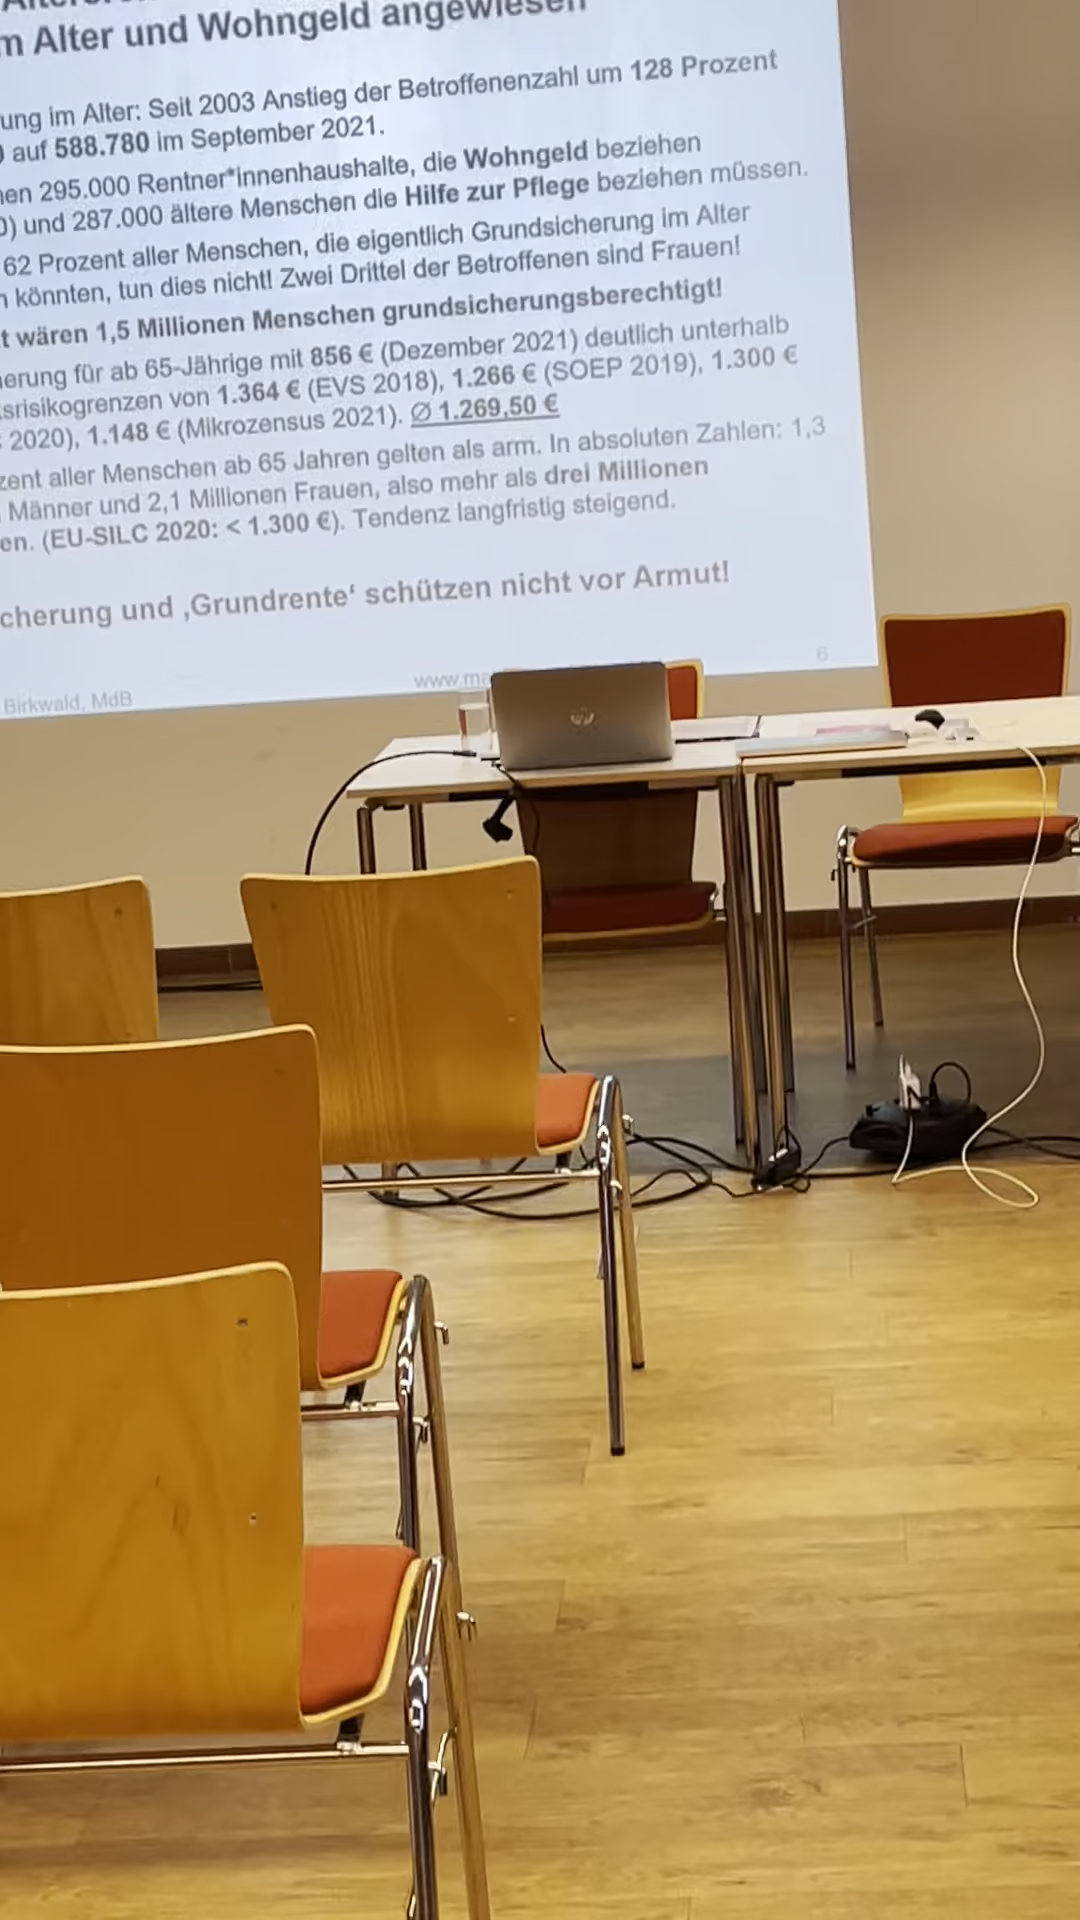 m Alter und Wohngeld angewiesen
ung im Alter: Seit 2003 Anstieg der Betroffenenzahl um 128 Prozent
) auf 588.780 im September 2021.
en 295.000 Rentner*innenhaushalte, die Wohngeld beziehen
0) und 287.000 ältere Menschen die Hilfe zur Pflege beziehen müssen.
62 Prozent aller Menschen, die eigentlich Grundsicherung im Alter
n könnten, tun dies nicht! Zwei Drittel der Betroffenen sind Frauen!
t wären 1,5 Millionen Menschen grundsicherungsberechtigt!
erung für ab 65-Jährige mit 856 € (Dezember 2021) deutlich unterhalb
srisikogrenzen von 1.364 € (EVS 2018), 1.266 € (SOEP 2019), 1.300 €
2020), 1.148 € (Mikrozensus 2021). Ø 1.269,50 €
zent aller Menschen ab 65 Jahren gelten als arm. In absoluten Zahlen: 1,3
Männer und 2,1 Millionen Frauen, also mehr als drei Millionen
en. (EU-SILC 2020: < 1.300 €). Tendenz langfristig steigend.
cherung und ‚Grundrente‘ schützen nicht vor Armut!
6
Birkwald, MdB
www.ma
hp